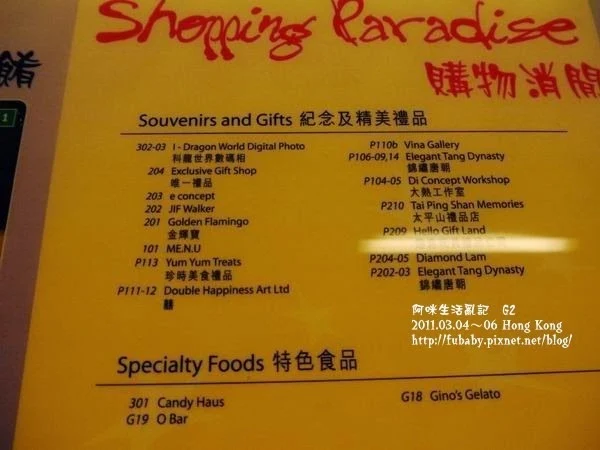 Shopping Paradise
購物消閒
餚
1
Souvenirs and Gifts 紀念及精美禮品
302-03 I - Dragon World Digital Photo
科龍世界數碼相
204 Exclusive Gift Shop
唯一禮品
203 e concept
202 JIF Walker
201 Golden Flamingo
金輝寶
101 ME.N.U
P113 Yum Yum Treats
珍時美食禮品
P111-12 Double Happiness Art Ltd
囍
P110b Vina Gallery
P106-09,14 Elegant Tang Dynasty
錦繡唐朝
P104-05 Di Concept Workshop
大熱工作室
P210 Tai Ping Shan Memories
太平山禮品店
P209 Hello Gift Land
P204-05 Diamond Lam
P202-03 Elegant Tang Dynasty
錦繡唐朝
阿咪生活亂記 G2
2011.03.04～06 Hong Kong
http://fubaby.pixnet.net/blog/
Specialty Foods 特色食品
301 Candy Haus
G19 O Bar
G18 Gino's Gelato